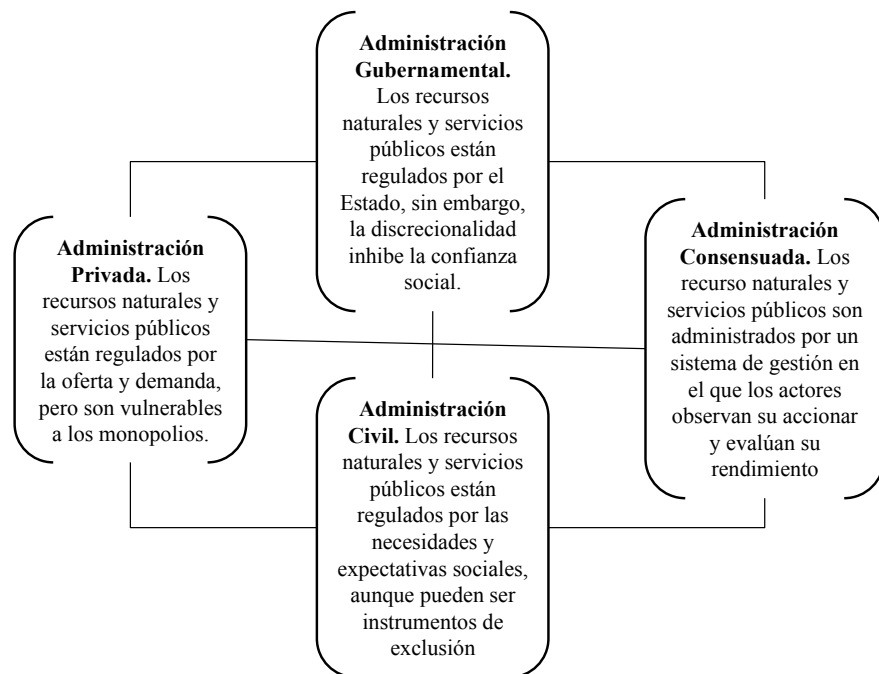 Administración
Gubernamental.
Los recursos
naturales y servicios
públicos están
regulados por el
Estado, sin embargo,
la discrecionalidad
inhibe la confianza
social.
Administración
Privada. Los
recursos naturales y
servicios públicos
están regulados por
la oferta y demanda,
pero son vulnerables
a los monopolios.
Administración
Consensuada. Los
recurso naturales y
servicios públicos son
administrados por un
sistema de gestión en
el que los actores
observan su accionar
y evalúan su
rendimiento
Administración
Civil. Los recursos
naturales y servicios
públicos están
regulados por las
necesidades y
expectativas sociales,
aunque pueden ser
instrumentos de
exclusión